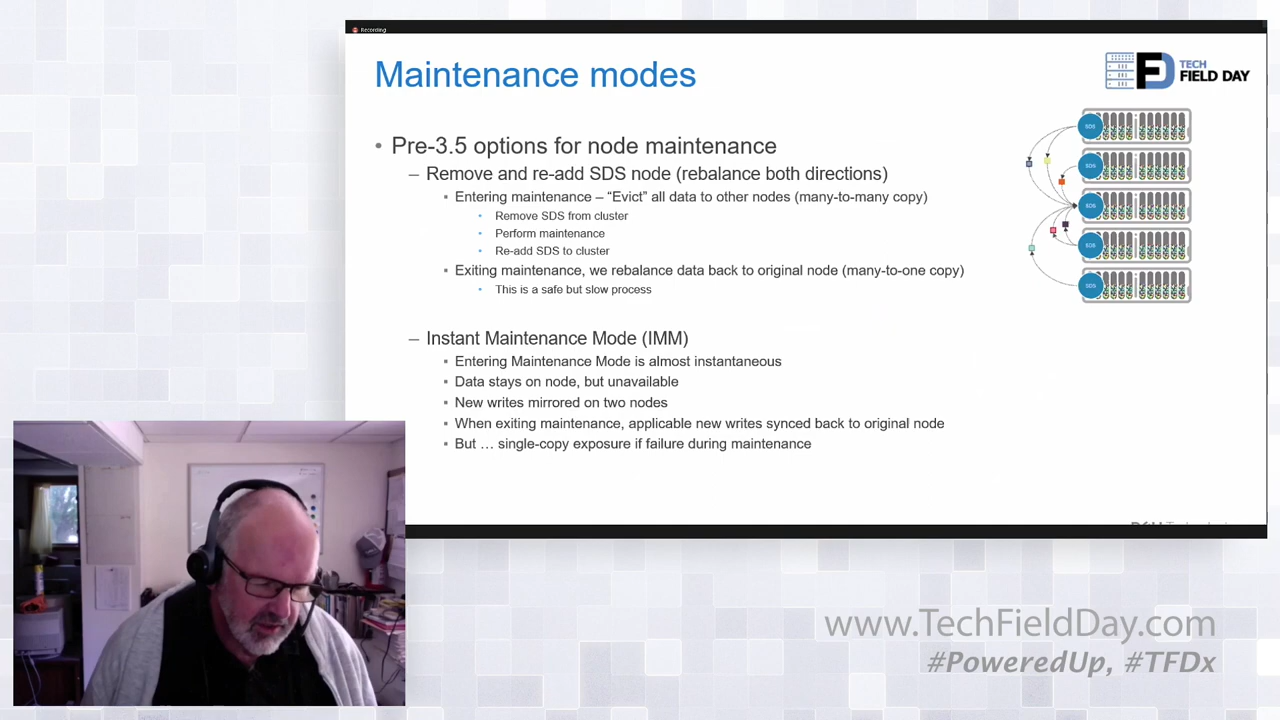 Recording
Maintenance modes
TECH
FIELD DAY
• Pre-3.5 options for node maintenance
– Remove and re-add SDS node (rebalance both directions)
▪ Entering maintenance – “Evict” all data to other nodes (many-to-many copy)
• Remove SDS from cluster
• Perform maintenance
• Re-add SDS to cluster
▪ Exiting maintenance, we rebalance data back to original node (many-to-one copy)
• This is a safe but slow process
– Instant Maintenance Mode (IMM)
▪ Entering Maintenance Mode is almost instantaneous
▪ Data stays on node, but unavailable
▪ New writes mirrored on two nodes
▪ When exiting maintenance, applicable new writes synced back to original node
▪ But … single-copy exposure if failure during maintenance
SDS
SDS
SDS
SDS
SDS
www.TechFieldDay.com
#PoweredUp, #TFDx